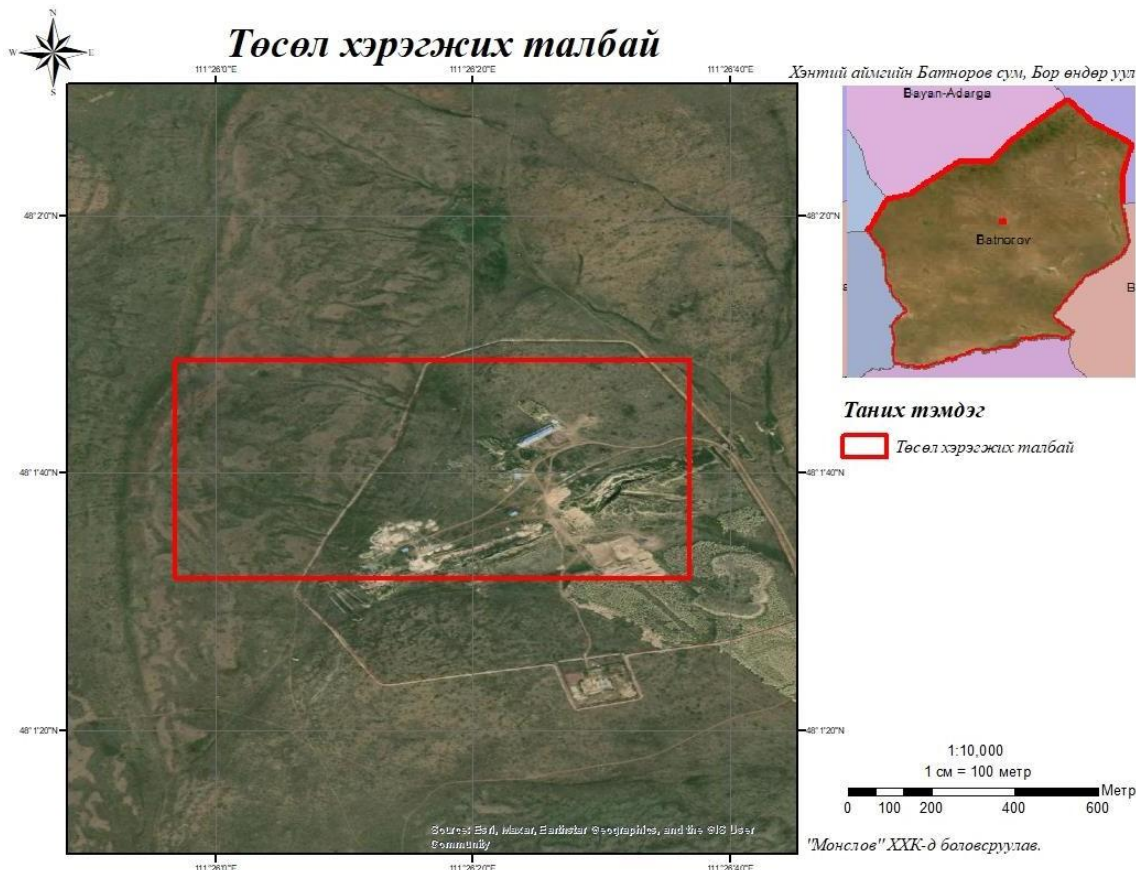 N
W E
S
Төсөл хэрэгжих талбай
111°26'0"E 111°26'20"E 111°26'40"E
Хэнтий аймгийн Батноров сум, Бор өндөр уул
Bayan-Adarga
48°2'0"N 48°2'0"N
Batnorov
B
Таних тэмдэг
Төсөл хэрэгжих талбай
48°1'40"N 48°1'40"N
48°1'20"N 48°1'20"N
1:10,000
1 см = 100 метр
Метр
0 100 200 400 600
Source: Esri, Maxar, Earthstar Geographics, and the GIS User
Community
"Монслов" ХХК-д боловсруулав.
111°26'0"E 111°26'20"E 111°26'40"E